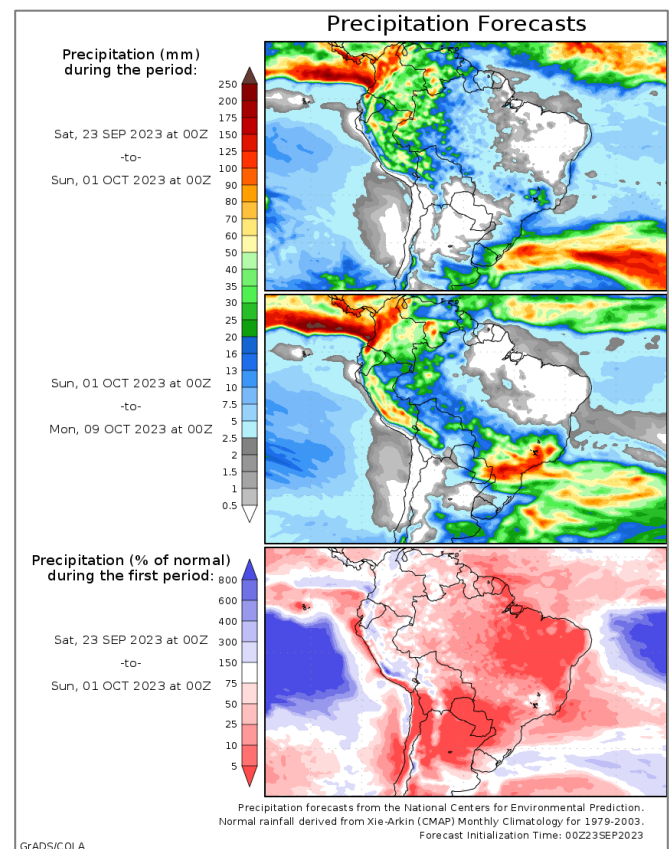 Precipitation Forecasts
Precipitation (mm)
during the period:
Sat, 23 SEP 2023 at 00Z
-to-
Sun, 01 OCT 2023 at 00Z
250
200
175
150
125
100
90
80
70
60
50
40
35
30
25
20
16
13
10
7.5
5
2.5
2
1.5
1
0.5
Sun, 01 OCT 2023 at 00Z
-to-
Mon, 09 OCT 2023 at 00Z
Precipitation (% of normal)
during the first period:
Sat, 23 SEP 2023 at 00Z
-to-
Sun, 01 OCT 2023 at 00Z
800
600
400
300
150
75
50
25
10
5
Precipitation forecasts from the National Centers for Environmental Prediction.
Normal rainfall derived from Xie-Arkin (CMAP) Monthly Climatology for 1979-2003.
Forecast Initialization Time: 00Z23SEP2023
GrADS/COLA